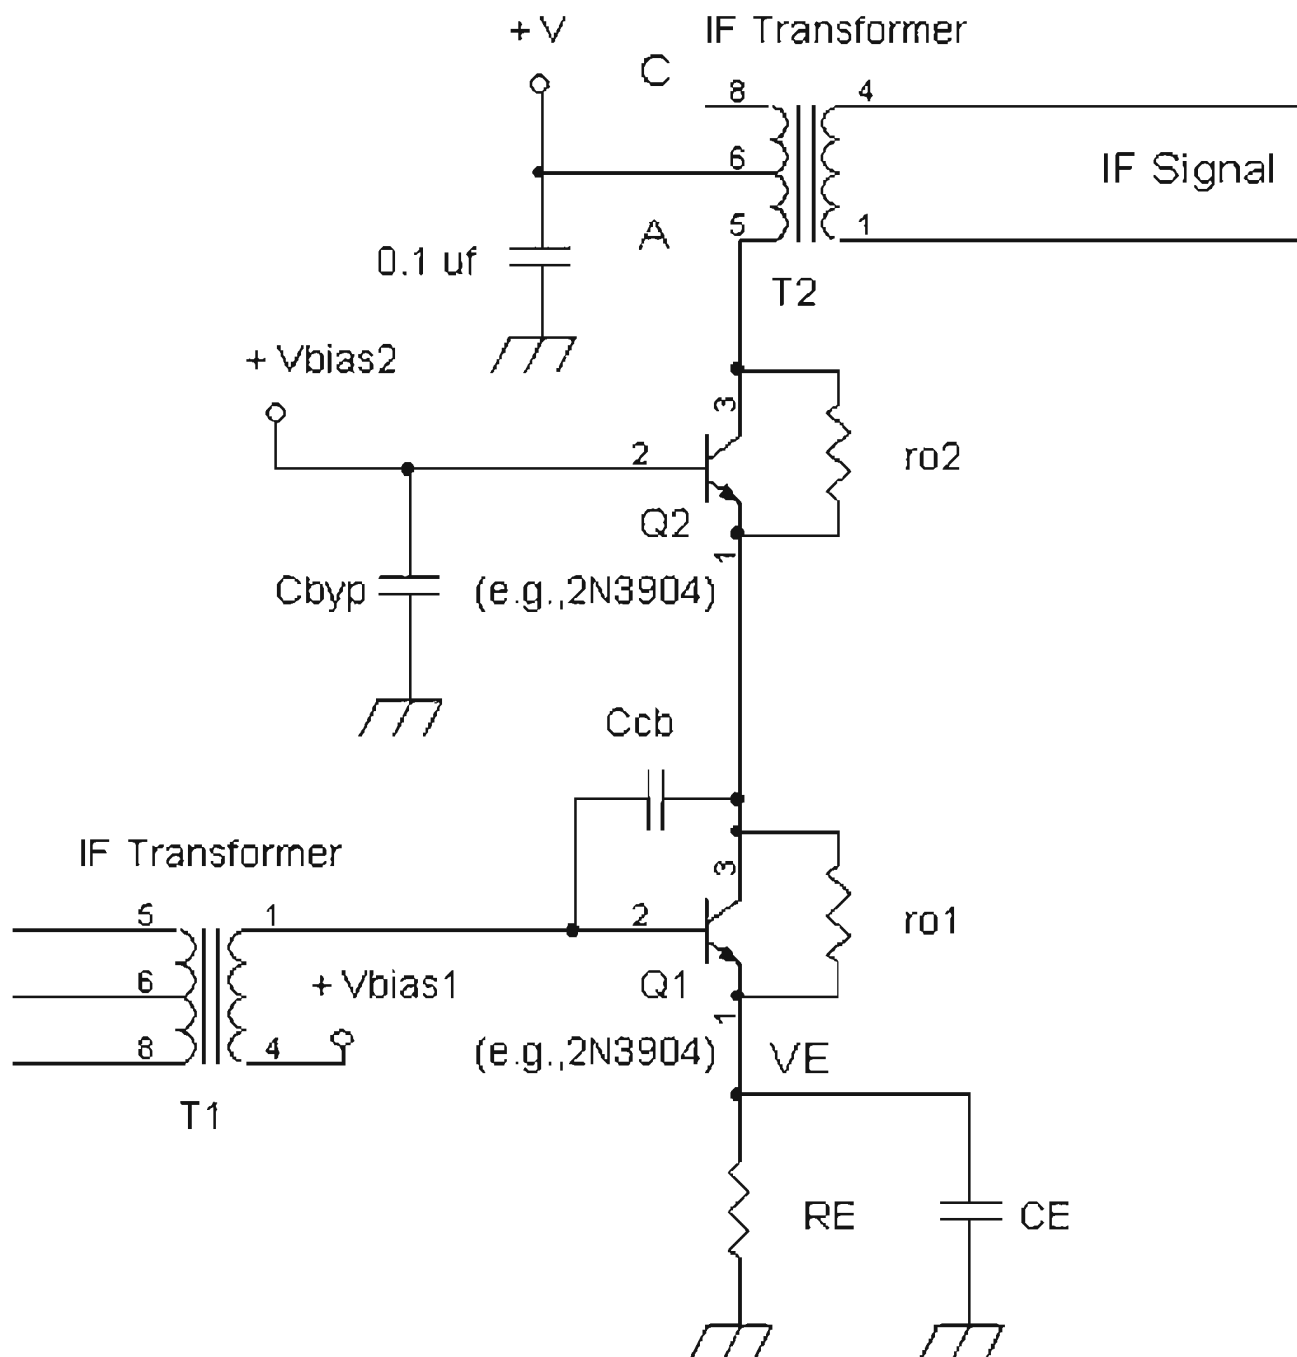 + V
IF Transformer
C
8
4
6
IF Signal
5
A
1
0.1 uf
T2
+ Vbias2
3
2
ro2
Q2
1
Cbyp
(e.g.,2N3904)
Ccb
IF Transformer
3
5
1
2
ro1
6
+ Vbias1
Q1
1
8
4
(e.g.,2N3904)
VE
T1
RE
CE